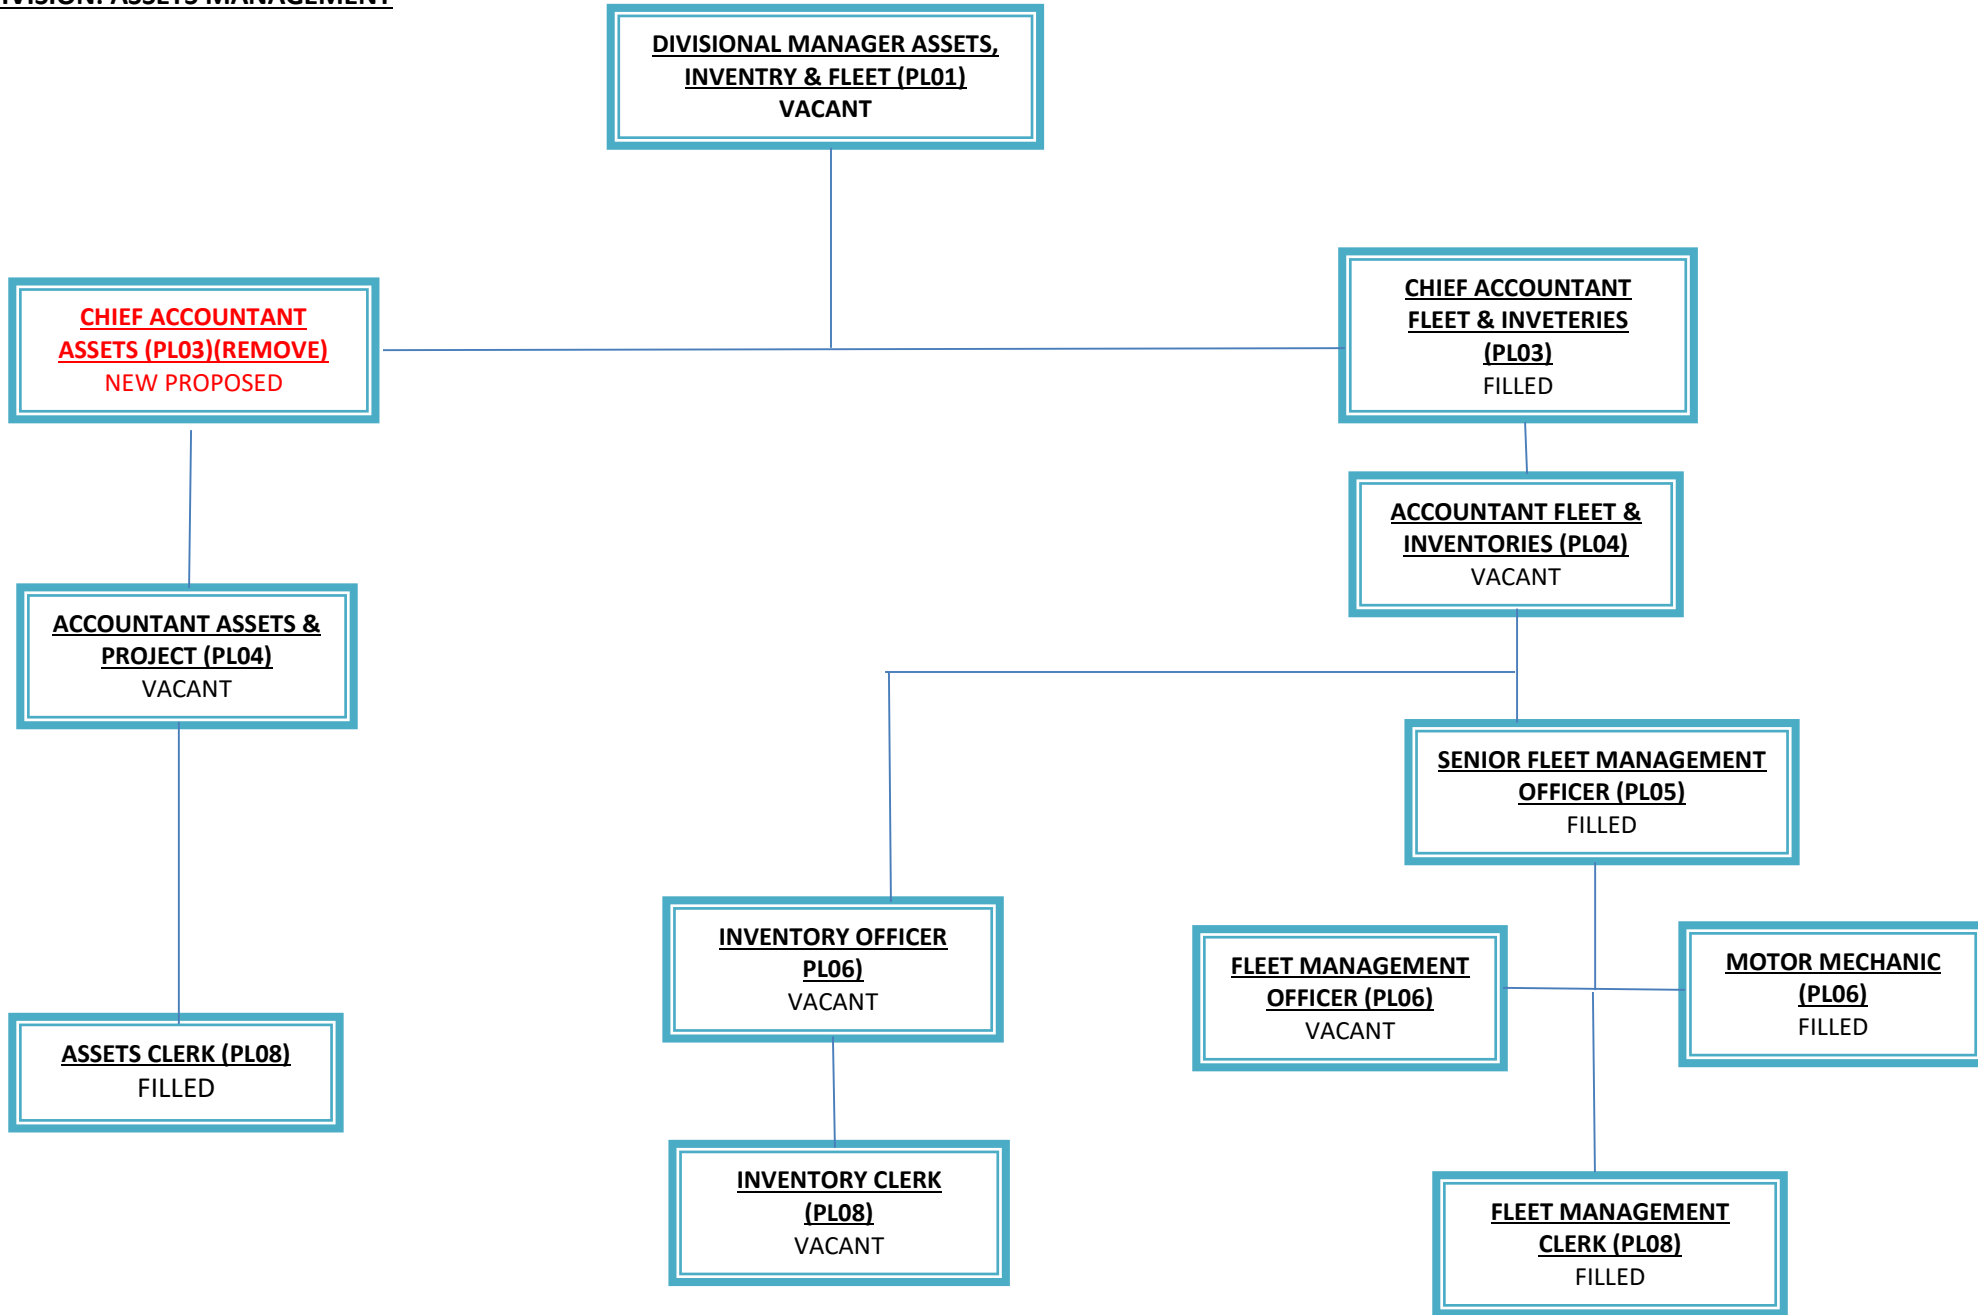 DIVISION: ASSETS MANAGEMENT
DIVISIONAL MANAGER ASSETS,
INVENTRY & FLEET (PL01)
VACANT
CHIEF ACCOUNTANT
ASSETS (PL03)(REMOVE)
NEW PROPOSED
CHIEF ACCOUNTANT
FLEET & INVETERIES
(PL03)
FILLED
ACCOUNTANT FLEET &
INVENTORIES (PL04)
VACANT
ACCOUNTANT ASSETS &
PROJECT (PL04)
VACANT
SENIOR FLEET MANAGEMENT
OFFICER (PL05)
FILLED
INVENTORY OFFICER
PL06)
VACANT
FLEET MANAGEMENT
OFFICER (PL06)
VACANT
MOTOR MECHANIC
(PL06)
FILLED
ASSETS CLERK (PL08)
FILLED
INVENTORY CLERK
(PL08)
VACANT
FLEET MANAGEMENT
CLERK (PL08)
FILLED